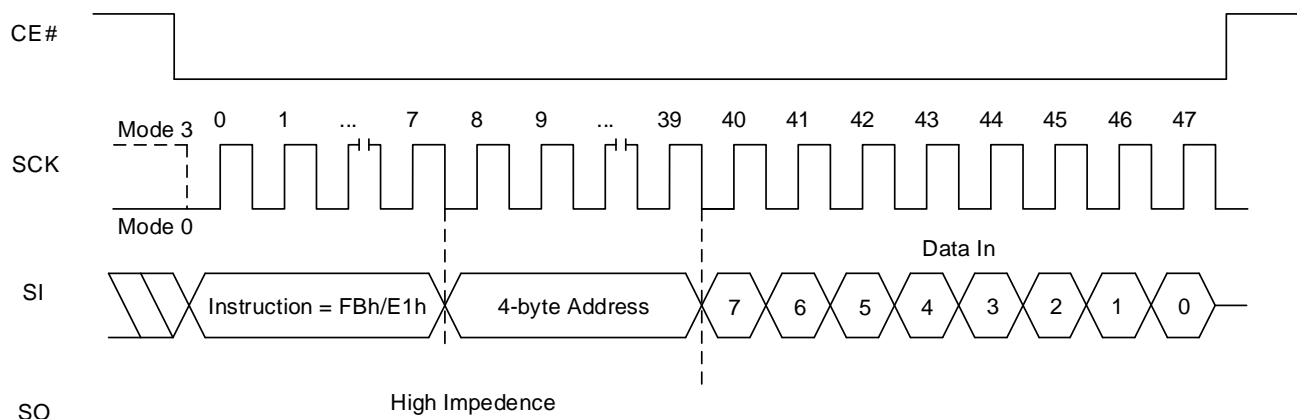 CE#
Mode 3
0 1 ... 7 8 9 ... 39 40 41 42 43 44 45 46 47
SCK
Mode 0
Data In
SI
Instruction = FBh/E1h 4-byte Address 7 6 5 4 3 2 1 0
High Impedence
SO